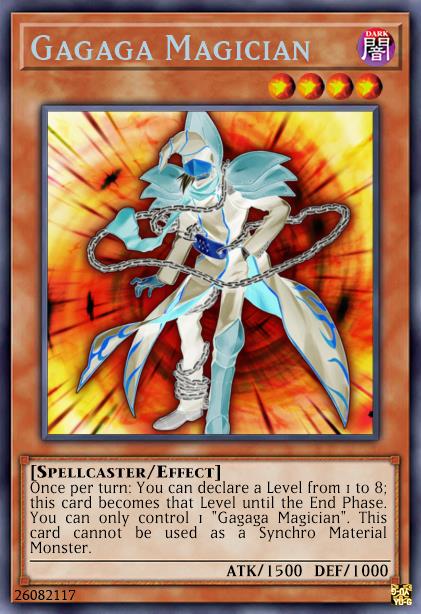 GAGAGA MAGICIAN
DARK
闇
[SPELLCASTER/EFFECT]
Once per turn: You can declare a Level from 1 to 8;
this card becomes that Level until the End Phase.
You can only control 1 "Gagaga Magician". This
card cannot be used as a Synchro Material
Monster.
ATK/1500 DEF/1000
26082117